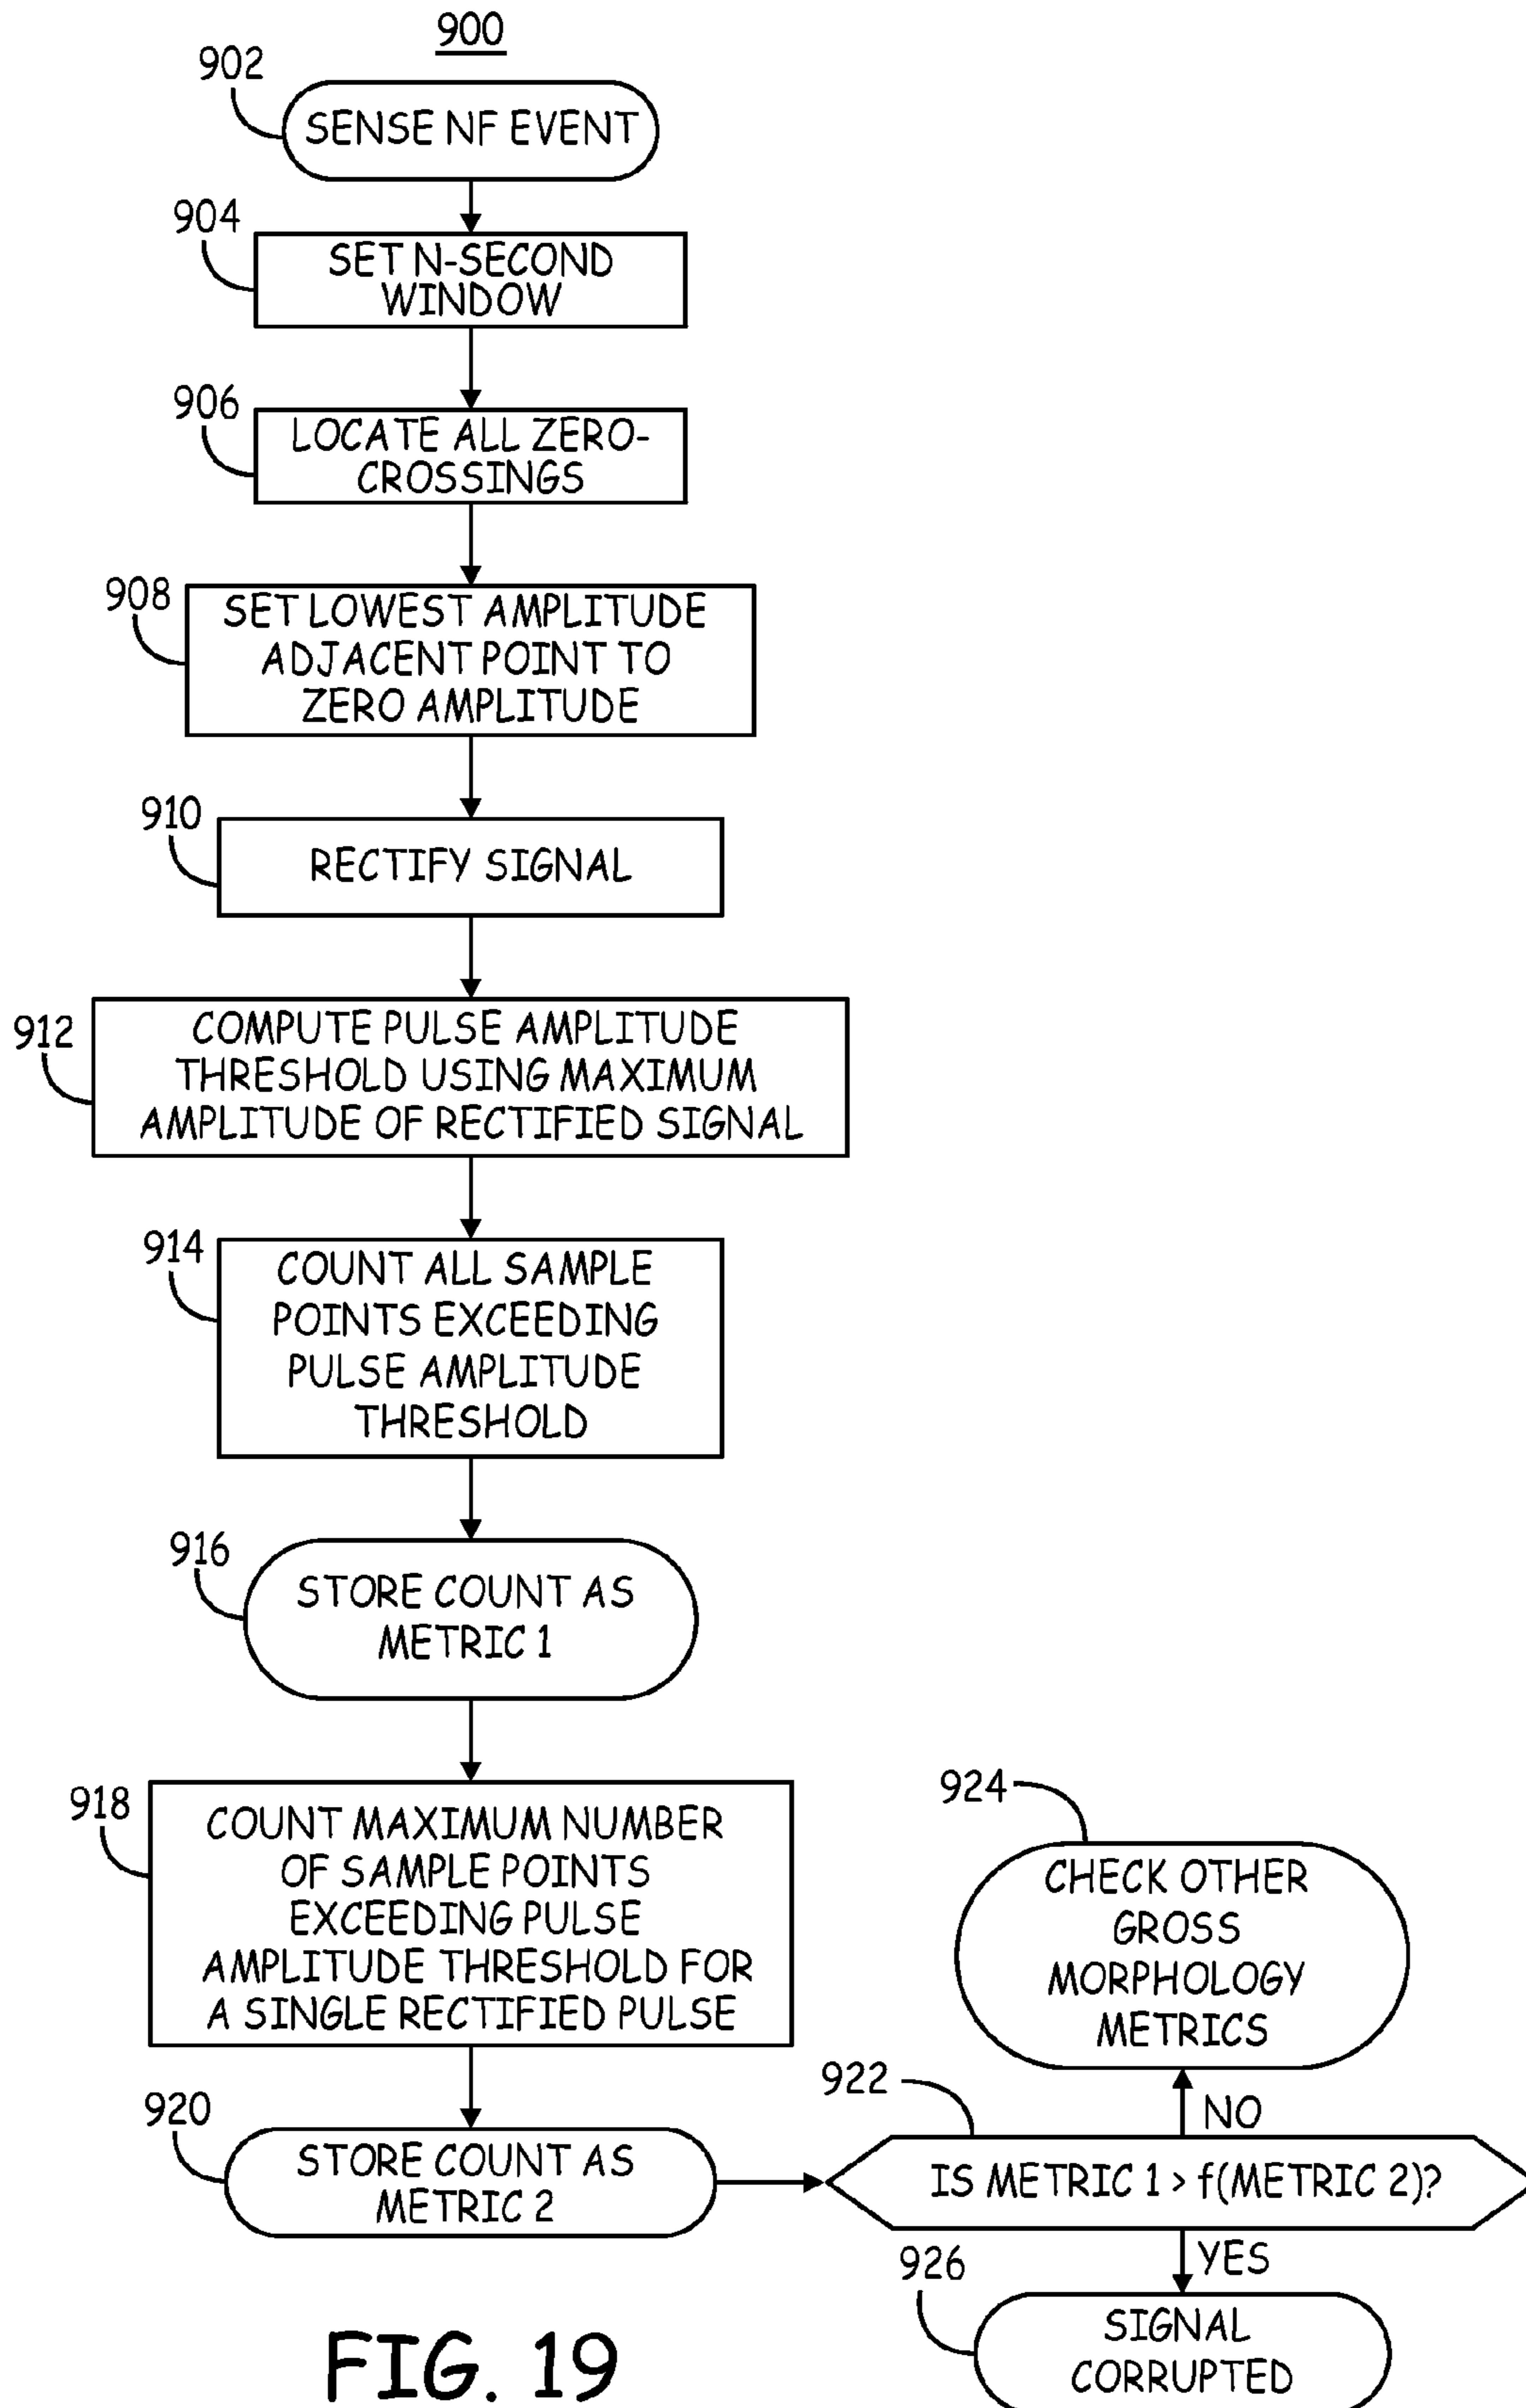 900
902
SENSE NF EVENT
904
SET N-SECOND
WINDOW
906
LOCATE ALL ZERO-
CROSSINGS
908
SET LOWEST AMPLITUDE
ADJACENT POINT TO
ZERO AMPLITUDE
910
RECTIFY SIGNAL
912
COMPUTE PULSE AMPLITUDE
THRESHOLD USING MAXIMUM
AMPLITUDE OF RECTIFIED SIGNAL
914
COUNT ALL SAMPLE
POINTS EXCEEDING
PULSE AMPLITUDE
THRESHOLD
916
STORE COUNT AS
METRIC 1
918
COUNT MAXIMUM NUMBER
OF SAMPLE POINTS
EXCEEDING PULSE
AMPLITUDE THRESHOLD FOR
A SINGLE RECTIFIED PULSE
920
STORE COUNT AS
METRIC 2
922
IS METRIC 1 > f(METRIC 2)?
NO
924
CHECK OTHER
GROSS
MORPHOLOGY
METRICS
YES
926
SIGNAL
CORRUPTED
FIG. 19